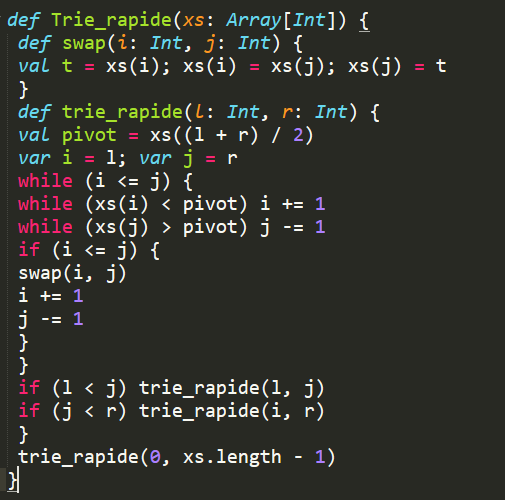 def Trie_rapide(xs: Array[Int]) {
def swap(i: Int, j: Int) {
val t = xs(i); xs(i) = xs(j); xs(j) = t
}
def trie_rapide(l: Int, r: Int) {
val pivot = xs((l + r) / 2)
var i = l; var j = r
while (i <= j) {
while (xs(i) < pivot) i += 1
while (xs(j) > pivot) j -= 1
if (i <= j) {
swap(i, j)
i += 1
j -= 1
}
}
if (l < j) trie_rapide(l, j)
if (j < r) trie_rapide(i, r)
}
trie_rapide(0, xs.length - 1)
}